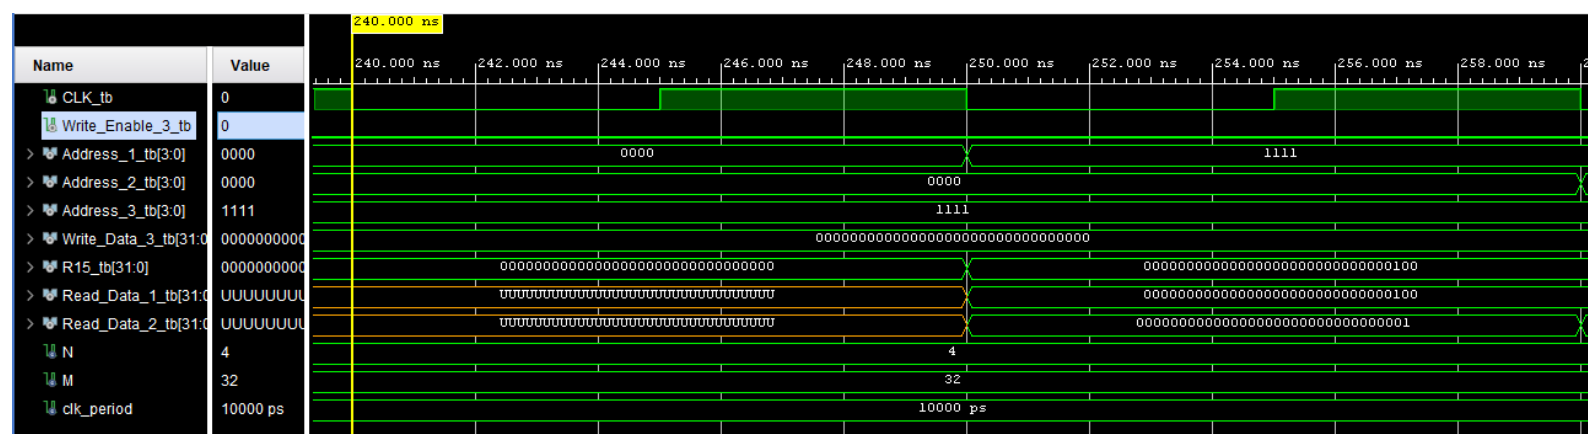 240.000 ns
Name Value 240.000 ns 242.000 ns 244.000 ns 246.000 ns 248.000 ns 250.000 ns 252.000 ns 254.000 ns 256.000 ns 258.000 ns 2
CLK_tb 0
Write_Enable_3_tb 0
Address_1_tb[3:0] 0000 0000 1111
Address_2_tb[3:0] 0000 0000
Address_3_tb[3:0] 1111 1111
Write_Data_3_tb[31:0 0000000000 00000000000000000000000000000000
R15_tb[31:0] 0000000000 00000000000000000000000000000000 00000000000000000000000000000100
Read_Data_1_tb[31:0 UUUUUUUU UUUUUUUUUUUUUUUUUUUUUUUUUUUUUUUU 00000000000000000000000000000100
Read_Data_2_tb[31:0 UUUUUUUU UUUUUUUUUUUUUUUUUUUUUUUUUUUUUUUU 00000000000000000000000000000001
N 4 4
M 32 32
clk_period 10000 ps 10000 ps